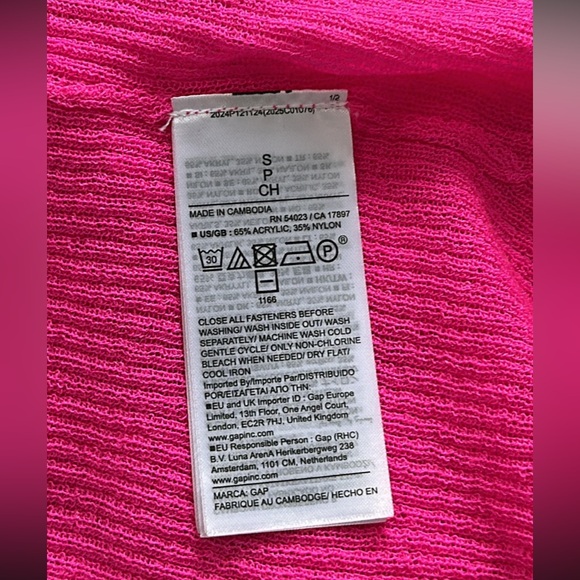 1/2
2024P121124(2025C01076)
S
P
CH
MADE IN CAMBODIA
RN 54023 / CA 17897
■ US/GB : 65% ACRYLIC, 35% NYLON
30
P
®
1166
CLOSE ALL FASTENERS BEFORE
WASHING/ WASH INSIDE OUT/ WASH
SEPARATELY/ MACHINE WASH COLD
GENTLE CYCLE/ ONLY NON-CHLORINE
BLEACH WHEN NEEDED/ DRY FLAT/
COOL IRON
Imported By/Importe Par/DISTRIBUIDO
POR/ΕΙΣΑΓΕΤΑΙ ΑΠΟ ΤΗΝ:
■EU and UK Importer ID : Gap Europe
Limited, 13th Floor, One Angel Court,
London, EC2R 7HJ, United Kingdom
www.gapinc.com
■EU Responsible Person : Gap (RHC)
B.V. Luna ArenA Herikerbergweg 238
Amsterdam, 1101 CM, Netherlands
www.gapinc.com
MARCA: GAP
FABRIQUE AU CAMBODGE/ HECHO EN